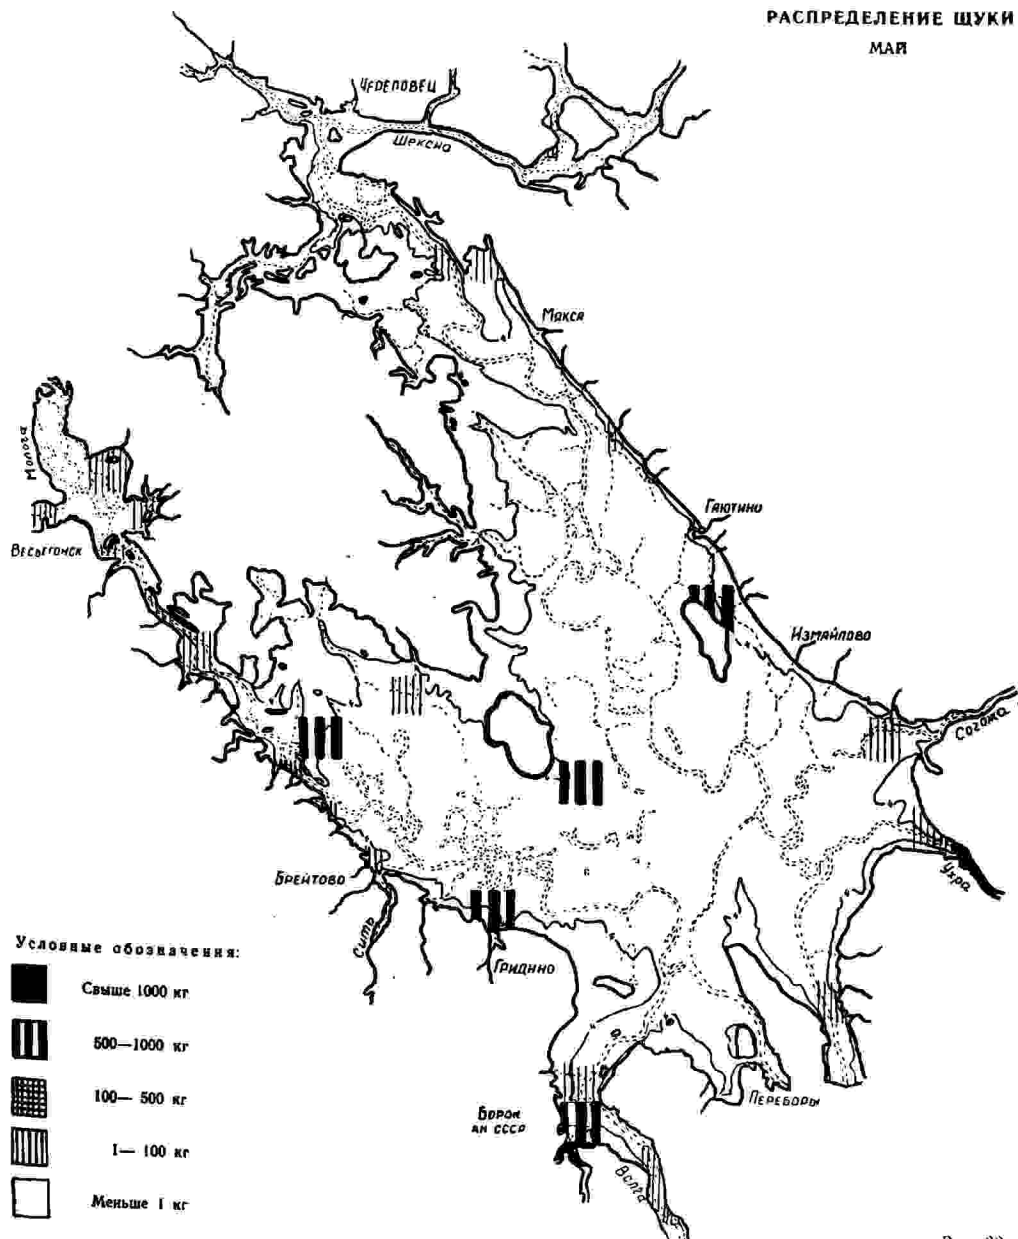 РАСПРЕДЕЛЕНИЕ ЩУКИ
МАЙ
ЧЕРЕПОВЕЦ
Шексна
Мякса
Молога
Гаютино
Весьегонск
Измайлово
Согожа
Ухра
Брейтово
Сить
Гридино
Условные обозначения:
Свыше 1000 кг
500—1000 кг
100— 500 кг
1— 100 кг
Меньше 1 кг
Переборы
Борок
АН СССР
Волга